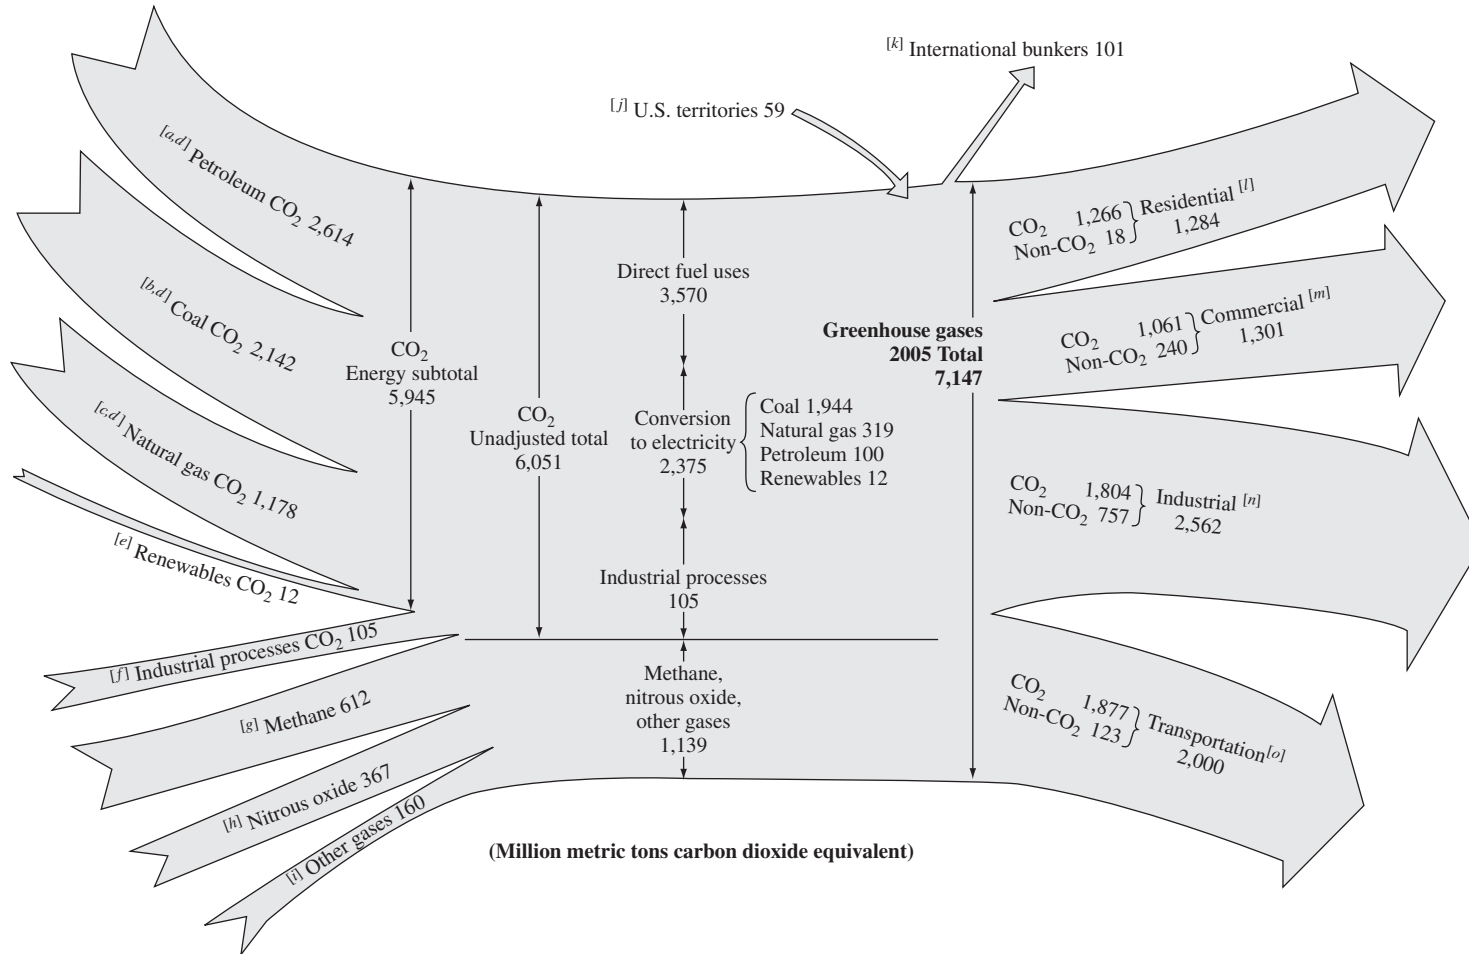 [k] International bunkers 101
[j] U.S. territories 59
[a,d] Petroleum CO2 2,614
[b,d] Coal CO2 2,142
[c,d] Natural gas CO2 1,178
[e] Renewables CO2 12
[f] Industrial processes CO2 105
[g] Methane 612
[h] Nitrous oxide 367
[i] Other gases 160
CO2
Energy subtotal
5,945
CO2
Unadjusted total
6,051
Direct fuel uses
3,570
Conversion
to electricity
2,375
Coal 1,944
Natural gas 319
Petroleum 100
Renewables 12
Industrial processes
105
Methane,
nitrous oxide,
other gases
1,139
Greenhouse gases
2005 Total
7,147
CO2 1,266
Non-CO2 18
Residential [l]
1,284
CO2 1,061
Non-CO2 240
Commercial [m]
1,301
CO2 1,804
Non-CO2 757
Industrial [n]
2,562
CO2 1,877
Non-CO2 123
Transportation[o]
2,000
(Million metric tons carbon dioxide equivalent)